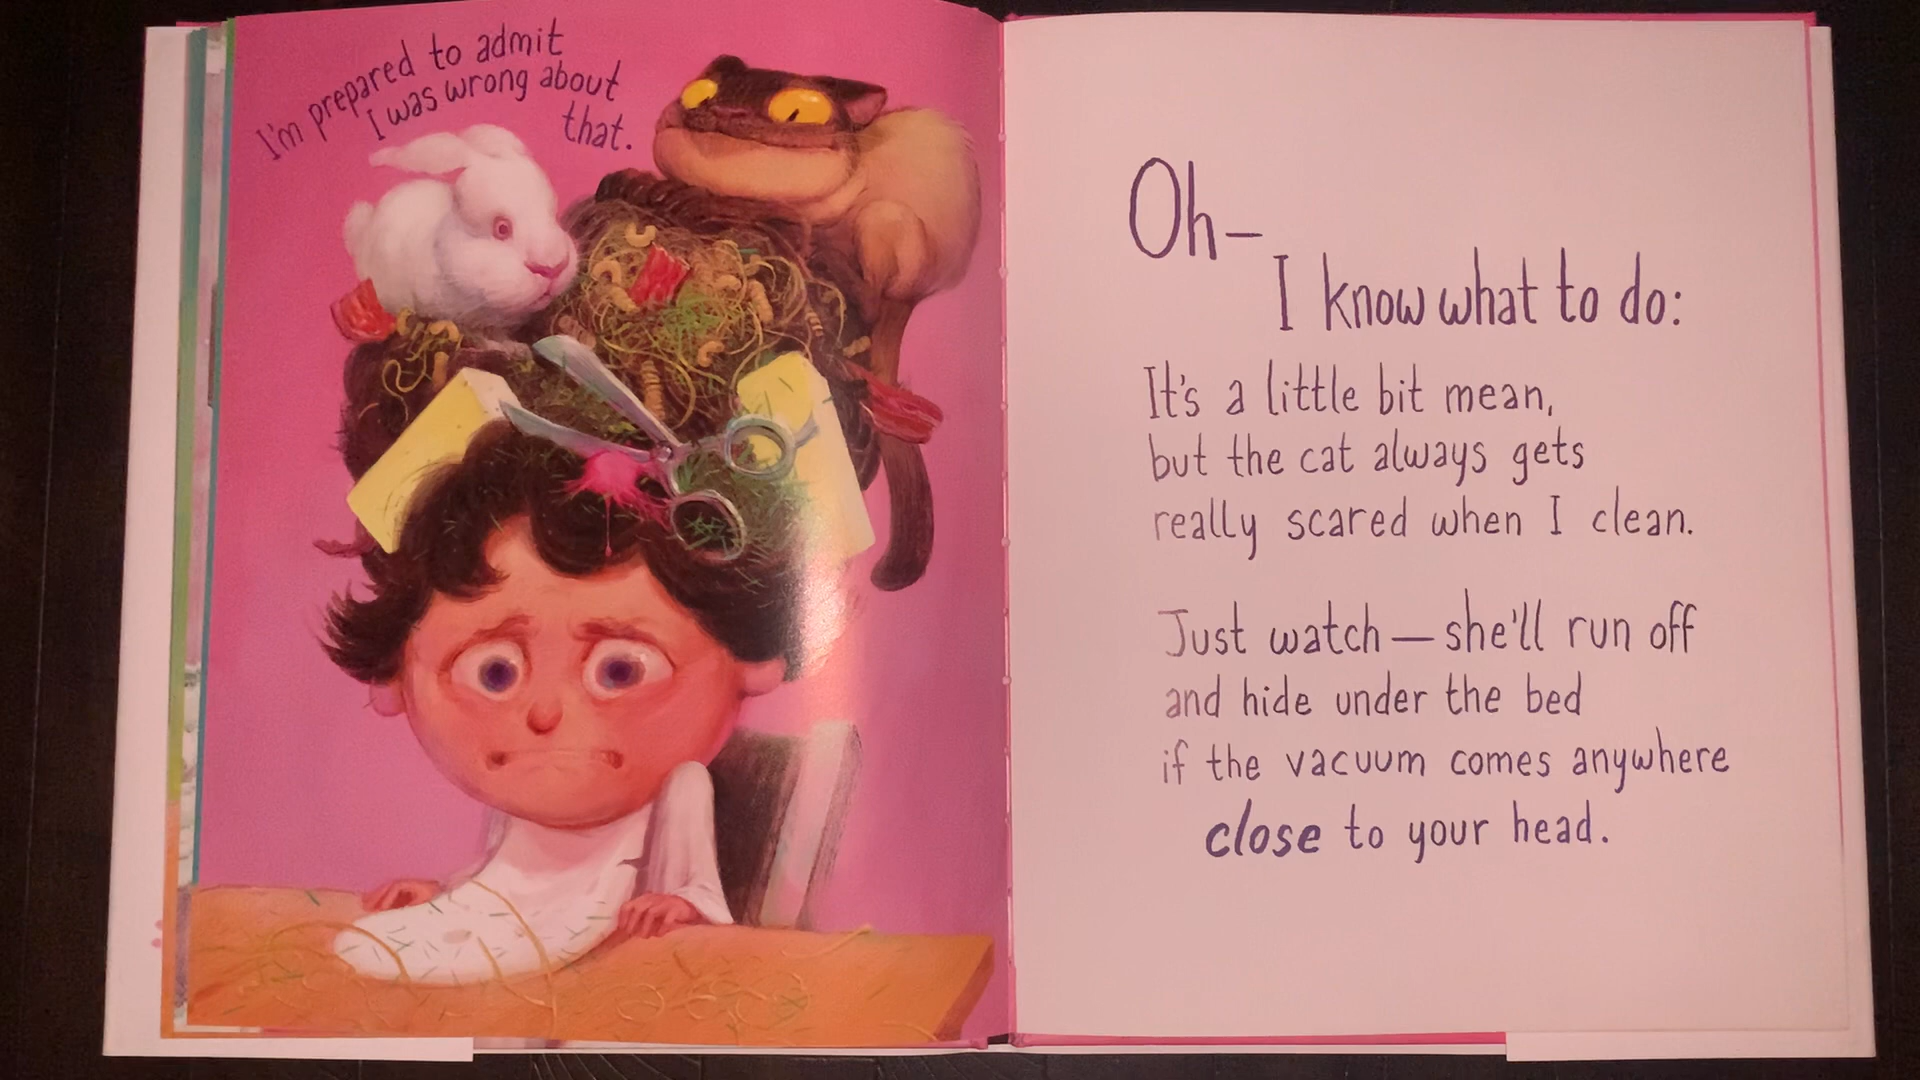 I'm prepared to admit
I was wrong about
that.
Oh–
I know what to do:
It's a little bit mean,
but the cat always gets
really scared when I clean.
Just watch—she'll run off
and hide under the bed
if the vacuum comes anywhere
close to your head.